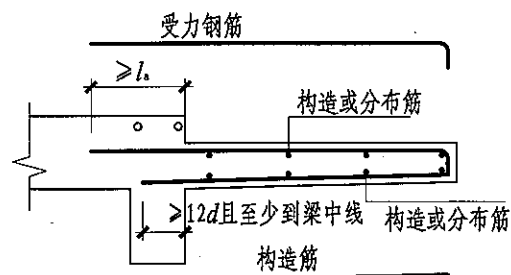 受力钢筋
≥lₐ
构造或分布筋
≥12d且至少到梁中线
构造或分布筋
构造筋